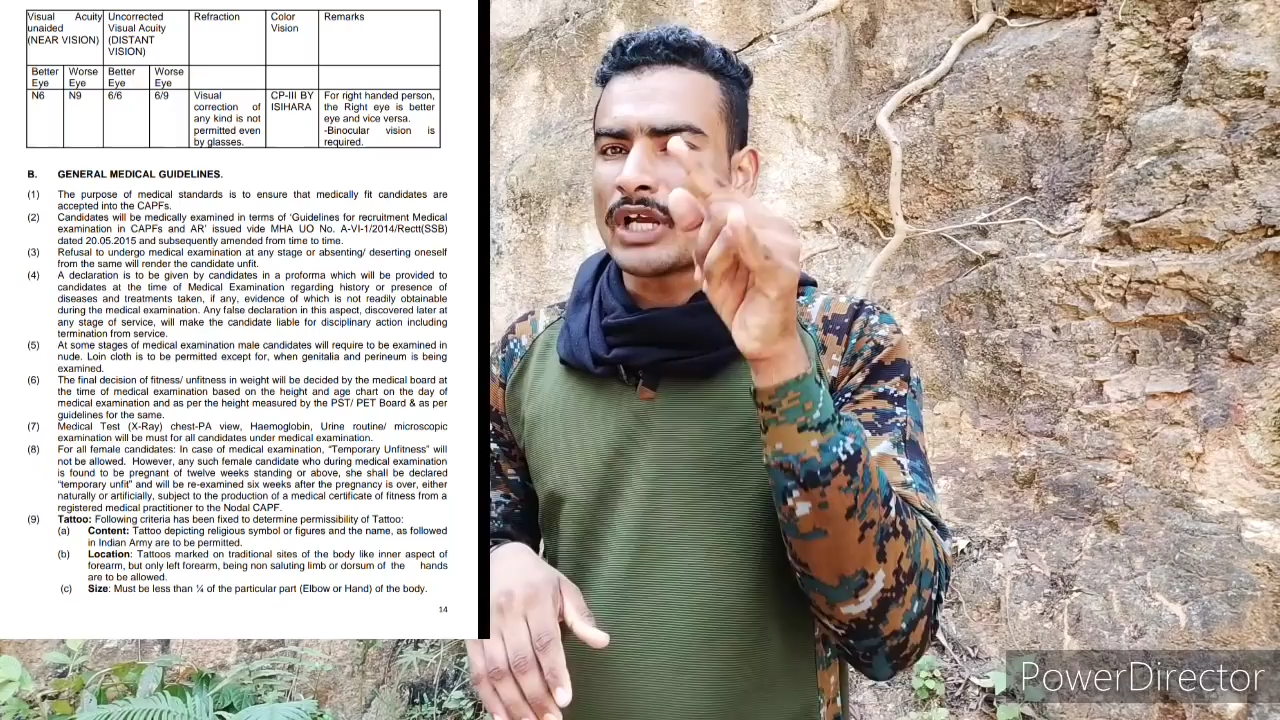 Visual Acuity unaided (NEAR VISION)
Uncorrected Visual Acuity (DISTANT VISION)
Refraction
Color Vision
Remarks
Better Eye
Worse Eye
Better Eye
Worse Eye
N6
N9
6/6
6/9
Visual correction of any kind is not permitted even by glasses.
CP-III BY ISIHARA
For right handed person, the Right eye is better eye and vice versa.
-Binocular vision is required.
B. GENERAL MEDICAL GUIDELINES.
(1) The purpose of medical standards is to ensure that medically fit candidates are
accepted into the CAPFs.
(2) Candidates will be medically examined in terms of 'Guidelines for recruitment Medical
examination in CAPFs and AR' issued vide MHA UO No. A-VI-1/2014/Rectt(SSB)
dated 20.05.2015 and subsequently amended from time to time.
(3) Refusal to undergo medical examination at any stage or absenting/ deserting oneself
from the same will render the candidate unfit.
(4) A declaration is to be given by candidates in a proforma which will be provided to
candidates at the time of Medical Examination regarding history or presence of
diseases and treatments taken, if any, evidence of which is not readily obtainable
during the medical examination. Any false declaration in this aspect, discovered later at
any stage of service, will make the candidate liable for disciplinary action including
termination from service.
(5) At some stages of medical examination male candidates will require to be examined in
nude. Loin cloth is to be permitted except for, when genitalia and perineum is being
examined.
(6) The final decision of fitness/ unfitness in weight will be decided by the medical board at
the time of medical examination based on the height and age chart on the day of
medical examination and as per the height measured by the PST/ PET Board & as per
guidelines for the same.
(7) Medical Test (X-Ray) chest-PA view, Haemoglobin, Urine routine/ microscopic
examination will be must for all candidates under medical examination.
(8) For all female candidates: In case of medical examination, “Temporary Unfitness” will
not be allowed. However, any such female candidate who during medical examination
is found to be pregnant of twelve weeks standing or above, she shall be declared
“temporary unfit” and will be re-examined six weeks after the pregnancy is over, either
naturally or artificially, subject to the production of a medical certificate of fitness from a
registered medical practitioner to the Nodal CAPF.
(9) Tattoo: Following criteria has been fixed to determine permissibility of Tattoo:
(a) Content: Tattoo depicting religious symbol or figures and the name, as followed
in Indian Army are to be permitted.
(b) Location: Tattoos marked on traditional sites of the body like inner aspect of
forearm, but only left forearm, being non saluting limb or dorsum of the hands
are to be allowed.
(c) Size: Must be less than ¼ of the particular part (Elbow or Hand) of the body.
14
PowerDirector